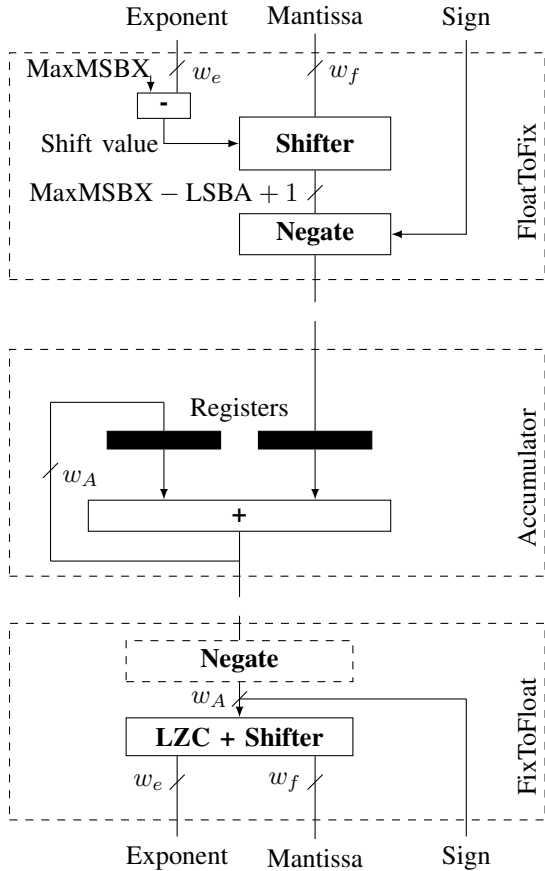 Exponent Mantissa Sign
MaxMSBX
$w_e$ $w_f$
-
Shift value
Shifter
MaxMSBX − LSBA + 1
Negate
FloatToFix
Registers
$w_A$
+
Accumulator
Negate
$w_A$
LZC + Shifter
$w_e$ $w_f$
FixToFloat
Exponent Mantissa Sign